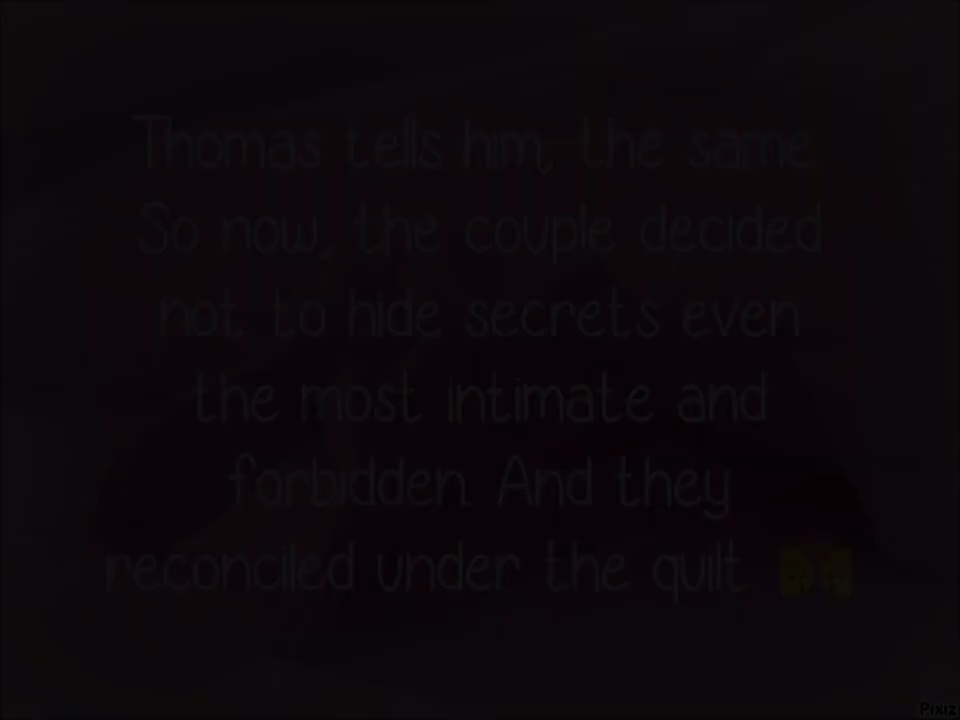 Thomas tells him, the same
So now, the couple decided
not, to hide secrets even
the most intimate and
forbidden And they
reconciled under the quilt
Pixiz